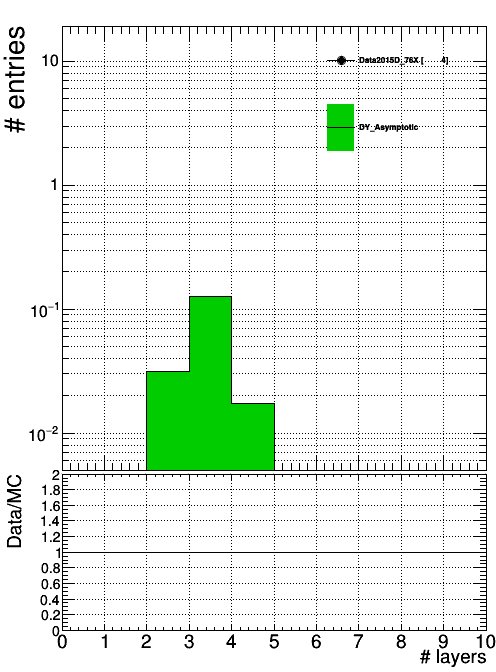 # entries
10
1
10−1
10−2
Data2015D_76X [ 4]
DY_Asymptotic
Data/MC
2
1.8
1.6
1.4
1.2
1
0.8
0.6
0.4
0.2
0
0 1 2 3 4 5 6 7 8 9 10
# layers